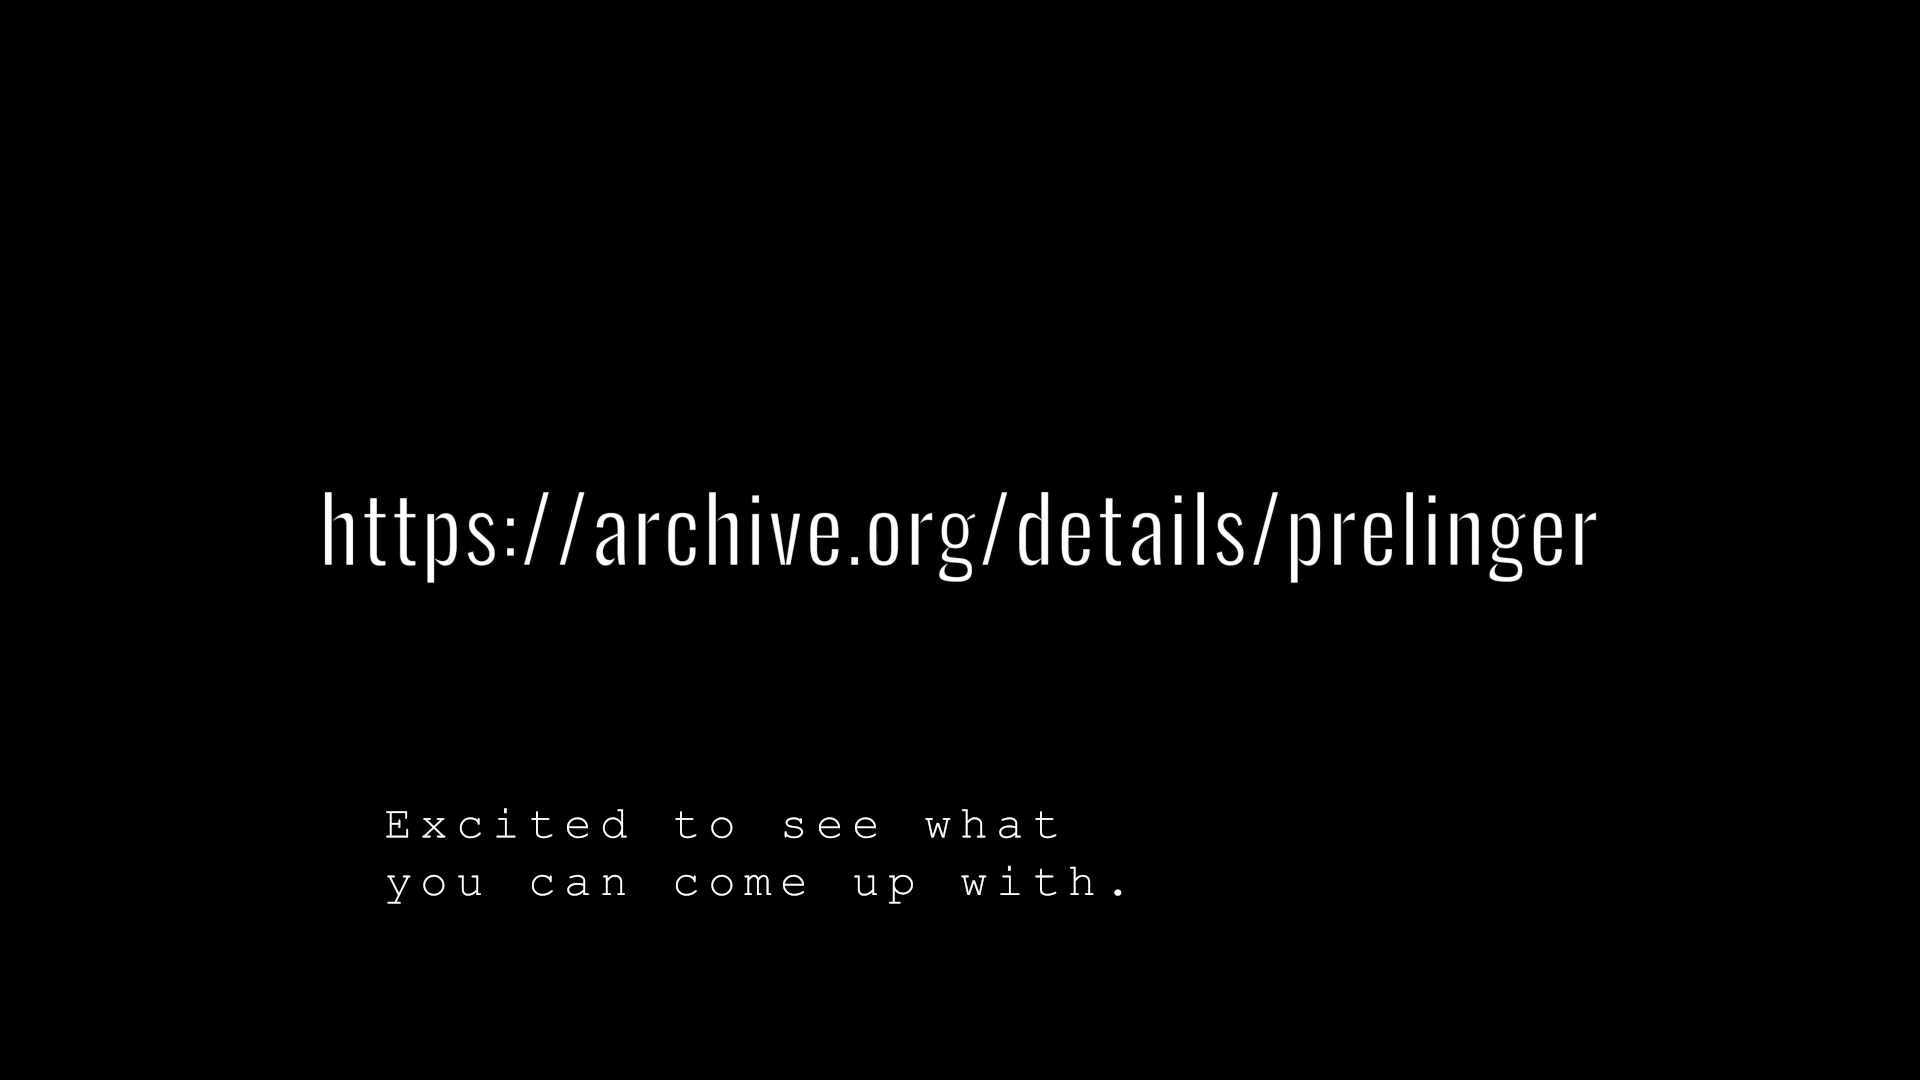 https://archive.org/details/prelinger
Excited to see what
you can come up with.